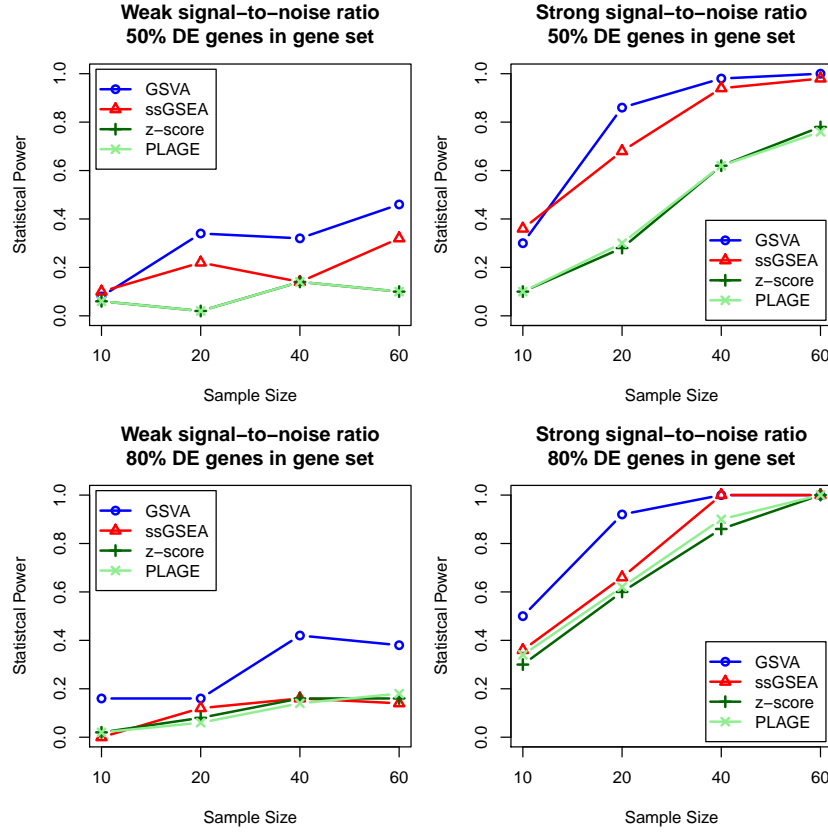 Weak signal−to−noise ratio
50% DE genes in gene set
Statistcal Power
1.0
0.8
0.6
0.4
0.2
0.0
GSVA
ssGSEA
z−score
PLAGE
10 20 40 60
Sample Size
Strong signal−to−noise ratio
50% DE genes in gene set
Statistcal Power
1.0
0.8
0.6
0.4
0.2
0.0
GSVA
ssGSEA
z−score
PLAGE
10 20 40 60
Sample Size
Weak signal−to−noise ratio
80% DE genes in gene set
Statistcal Power
1.0
0.8
0.6
0.4
0.2
0.0
GSVA
ssGSEA
z−score
PLAGE
10 20 40 60
Sample Size
Strong signal−to−noise ratio
80% DE genes in gene set
Statistcal Power
1.0
0.8
0.6
0.4
0.2
0.0
GSVA
ssGSEA
z−score
PLAGE
10 20 40 60
Sample Size